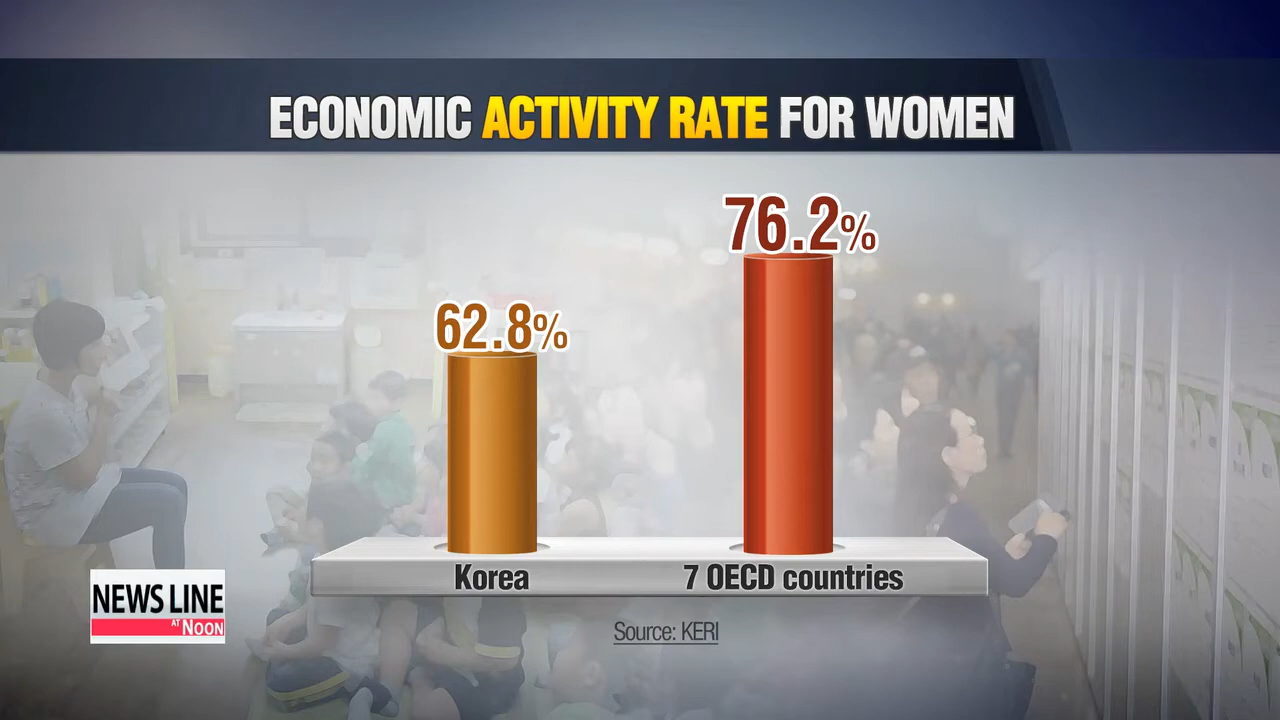 ECONOMIC ACTIVITY RATE FOR WOMEN
76.2%
62.8%
Korea
7 OECD countries
NEWS LINE
AT NOON
Source: KERI